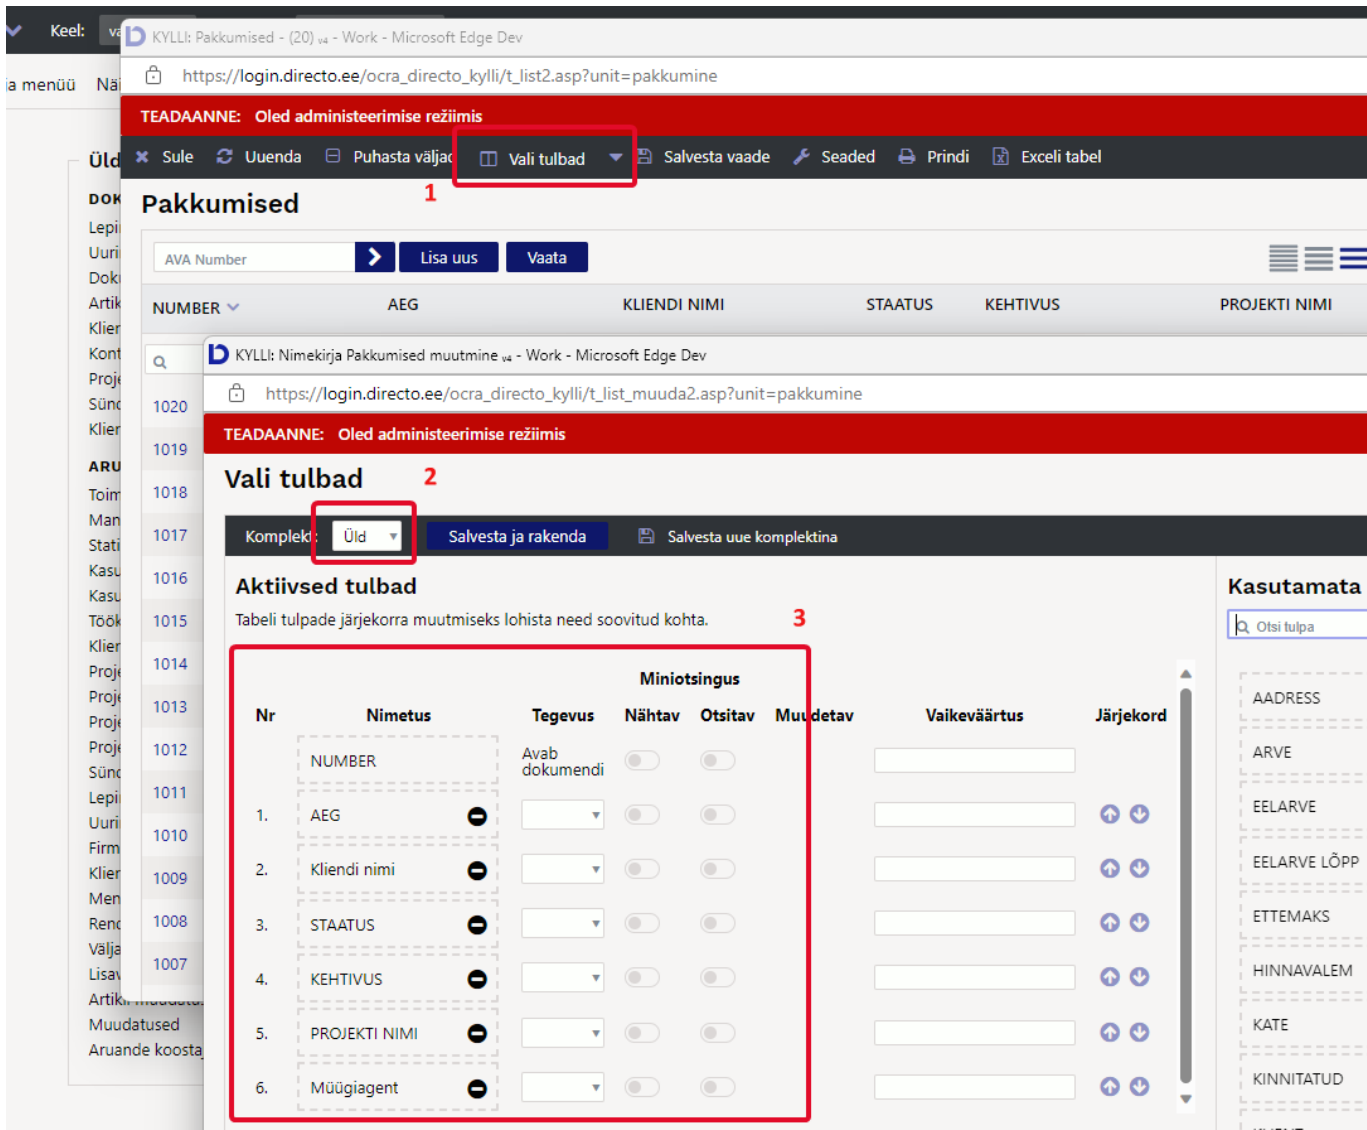 Keel:
KYLLI: Pakkumised - (20) v4 - Work - Microsoft Edge Dev
https://login.directo.ee/ocra_directo_kylli/t_list2.asp?unit=pakkumine
ja menüü
TEADAANNE: Oled administeerimise režiimis
Sule Uuenda Puhasta väljad Vali tulbad Salvesta vaade Seaded Prindi Exceli tabel
1
Pakkumised
AVA Number Lisa uus Vaata
NUMBER AEG KLIENDI NIMI STAATUS KEHTIVUS PROJEKTI NIMI
1020
1019
1018
1017
1016
1015
1014
1013
1012
1011
1010
1009
1008
1007
Muudatused
KYLLI: Nimekirja Pakkumised muutmine v4 - Work - Microsoft Edge Dev
https://login.directo.ee/ocra_directo_kylli/t_list_muuda2.asp?unit=pakkumine
TEADAANNE: Oled administeerimise režiimis
Vali tulbad
2
Komplekt: Üld Salvesta ja rakenda Salvesta uue komplektina
Aktiivsed tulbad
Tabeli tulpade järjekorra muutmiseks lohista need soovitud kohta.
3
Miniotsingus
Nr Nimetus Tegevus Nähtav Otsitav Muudetav Vaikeväärtus Järjekord
NUMBER Avab
dokumendi
1. AEG
2. Kliendi nimi
3. STAATUS
4. KEHTIVUS
5. PROJEKTI NIMI
6. Müügiagent
Kasutamata
Otsi tulpa
AADRESS
ARVE
EELARVE
EELARVE LÕPP
ETTEMAKS
HINNAVALEM
KATE
KINNITATUD